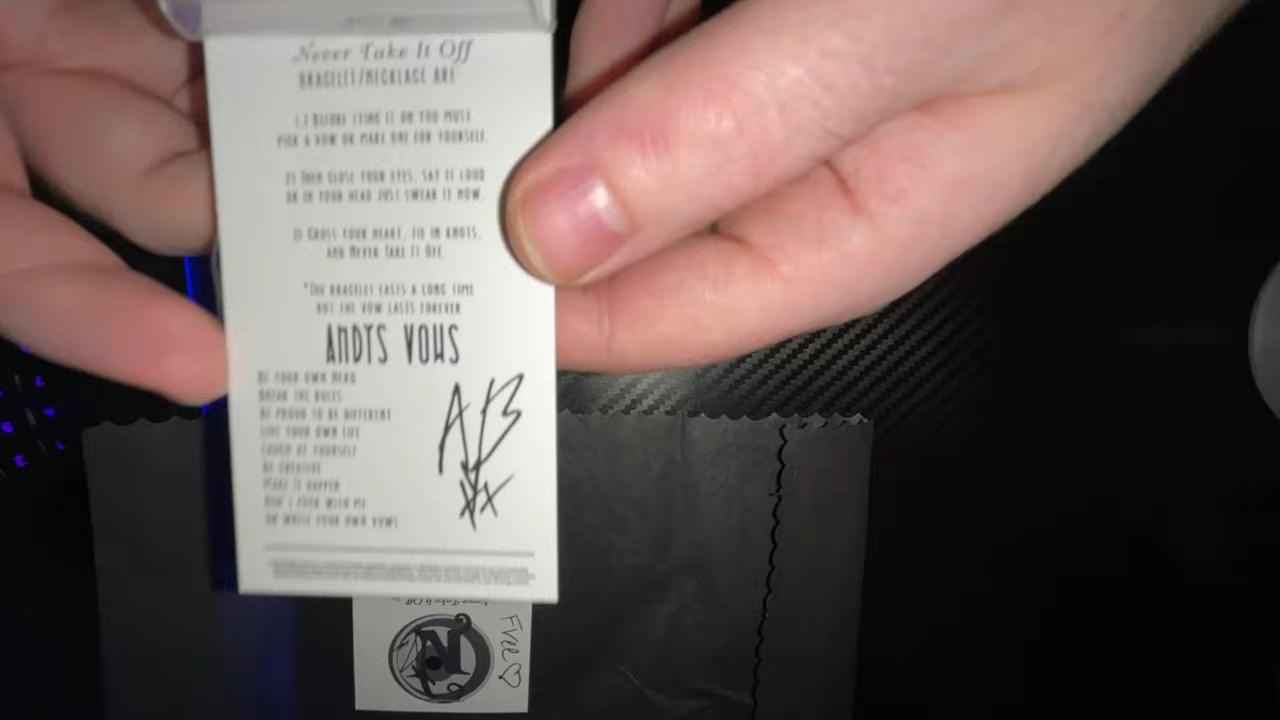 Never Take It Off
BRACELET/NECKLACE ARE
1) BEFORE TYING IT ON YOU MUST
PICK A VOW OR MAKE ONE FOR YOURSELF.
2) THEN CLOSE YOUR EYES, SAY IT LOUD
OR IN YOUR HEAD JUST SWEAR IT NOW.
3) CROSS YOUR HEART, TIE IN KNOTS,
AND NEVER TAKE IT OFF.
*THE BRACELET LASTS A LONG TIME
BUT THE VOW LASTS FOREVER
ANDYS VOWS
BE YOUR OWN HERO
BREAK THE RULES
BE PROUD TO BE DIFFERENT
LIVE YOUR OWN LIFE
LAUGH AT YOURSELF
BE CREATIVE
MAKE IT HAPPEN
DON'T FUCK WITH ME
OR WRITE YOUR OWN VOWS
AB
xx
Never Take It Off
N